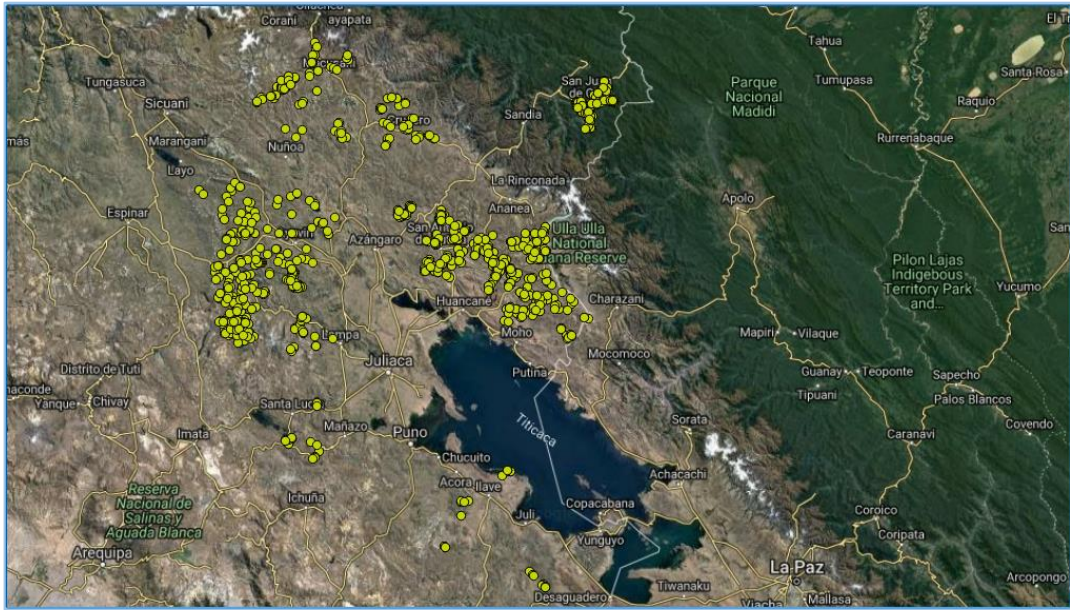 Corani
ayapata
Tahua
Tumupasa
Santa Rosa
Raquio
Tungasuca
Sicuani
Marangani
Layo
Nuñoa
Sandia
Parque
Nacional
Madidi
Rurrenabaque
La Rinconada
Ananea
Apolo
Espinar
Azángaro
Ulla Ulla
National
Reserve
Pilon Lajas
Indigebous
Territory Park
and...
Yucumo
Huancané
Charazani
Moho
Mapiri
Vilaque
Mocomoco
Juliaca
Putina
Distrito de Tuti
Yanque
Chivay
Guanay
Teoponte
Tipuani
Sapecho
Palos Blancos
Imata
Mañazo
Puno
Titicaca
Sorata
Caranavi
Covendo
Chucuito
Acora
Ilave
Achacachi
Reserva
Nacional de
Salinas y
Aguada Blanca
Ichuña
Juli
Copacabana
Yunguyo
Coroico
Coripata
Arequipa
Desaguadero
Tiwanaku
La Paz
Viacha
Mallasa
Arcopongo